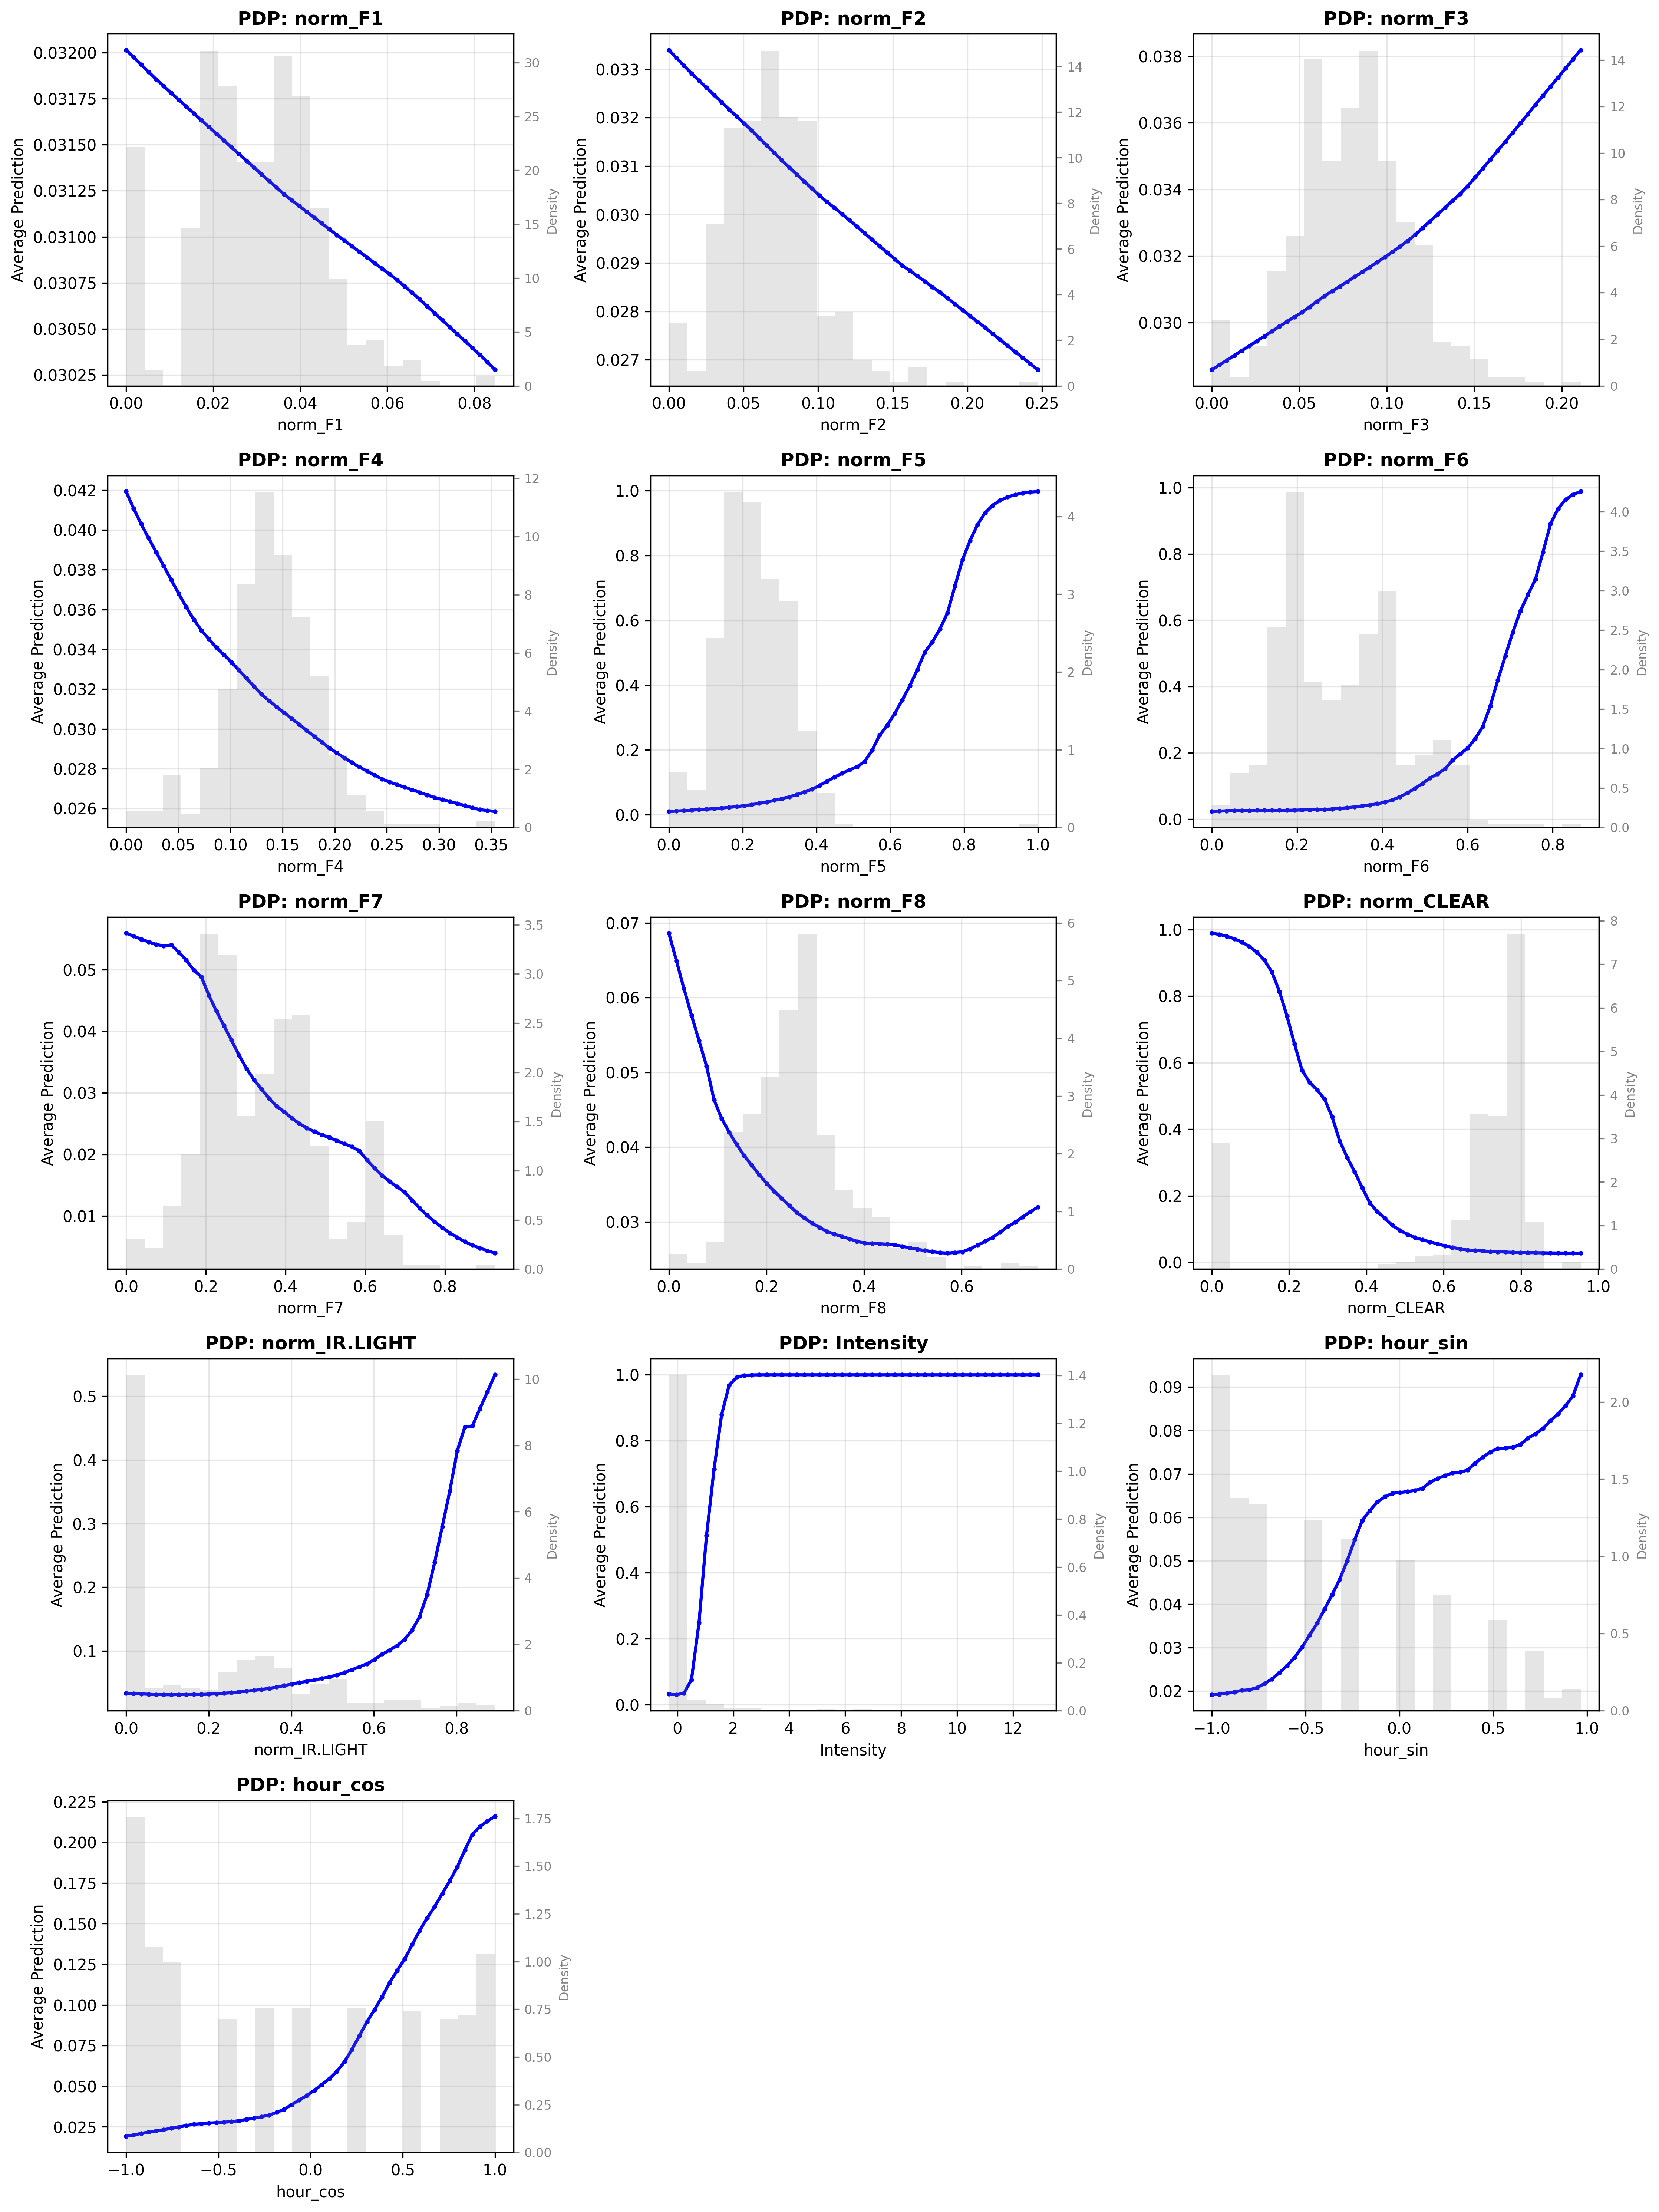 PDP: norm_F1
0.03200
0.03175
0.03150
0.03125
0.03100
0.03075
0.03050
0.03025
Average Prediction
30
25
20
15
10
5
0
Density
0.00 0.02 0.04 0.06 0.08
norm_F1
PDP: norm_F2
0.033
0.032
0.031
0.030
0.029
0.028
0.027
Average Prediction
14
12
10
8
6
4
2
0
Density
0.00 0.05 0.10 0.15 0.20 0.25
norm_F2
PDP: norm_F3
0.038
0.036
0.034
0.032
0.030
Average Prediction
14
12
10
8
6
4
2
0
Density
0.00 0.05 0.10 0.15 0.20
norm_F3
PDP: norm_F4
0.042
0.040
0.038
0.036
0.034
0.032
0.030
0.028
0.026
Average Prediction
12
10
8
6
4
2
0
Density
0.00 0.05 0.10 0.15 0.20 0.25 0.30 0.35
norm_F4
PDP: norm_F5
1.0
0.8
0.6
0.4
0.2
0.0
Average Prediction
4
3
2
1
0
Density
0.0 0.2 0.4 0.6 0.8 1.0
norm_F5
PDP: norm_F6
1.0
0.8
0.6
0.4
0.2
0.0
Average Prediction
4.0
3.5
3.0
2.5
2.0
1.5
1.0
0.5
0.0
Density
0.0 0.2 0.4 0.6 0.8
norm_F6
PDP: norm_F7
0.05
0.04
0.03
0.02
0.01
Average Prediction
3.5
3.0
2.5
2.0
1.5
1.0
0.5
0.0
Density
0.0 0.2 0.4 0.6 0.8
norm_F7
PDP: norm_F8
0.07
0.06
0.05
0.04
0.03
Average Prediction
6
5
4
3
2
1
0
Density
0.0 0.2 0.4 0.6
norm_F8
PDP: norm_CLEAR
1.0
0.8
0.6
0.4
0.2
0.0
Average Prediction
8
7
6
5
4
3
2
1
0
Density
0.0 0.2 0.4 0.6 0.8 1.0
norm_CLEAR
PDP: norm_IR.LIGHT
0.5
0.4
0.3
0.2
0.1
Average Prediction
10
8
6
4
2
0
Density
0.0 0.2 0.4 0.6 0.8
norm_IR.LIGHT
PDP: Intensity
1.0
0.8
0.6
0.4
0.2
0.0
Average Prediction
1.4
1.2
1.0
0.8
0.6
0.4
0.2
0.0
Density
0 2 4 6 8 10 12
Intensity
PDP: hour_sin
0.09
0.08
0.07
0.06
0.05
0.04
0.03
0.02
Average Prediction
2.0
1.5
1.0
0.5
0.0
Density
−1.0 −0.5 0.0 0.5 1.0
hour_sin
PDP: hour_cos
0.225
0.200
0.175
0.150
0.125
0.100
0.075
0.050
0.025
Average Prediction
1.75
1.50
1.25
1.00
0.75
0.50
0.25
0.00
Density
−1.0 −0.5 0.0 0.5 1.0
hour_cos